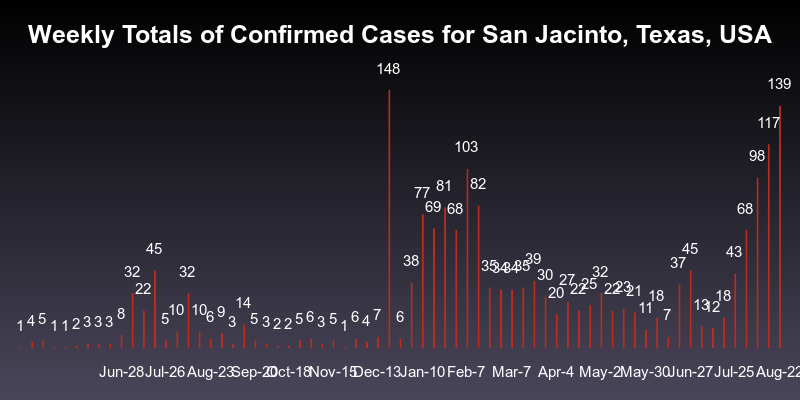 Weekly Totals of Confirmed Cases for San Jacinto, Texas, USA
1 4 5 1 1 2 3 3 3 8 32 22 45 5 10 32 10 6 9 3 14 5 3 2 2 5 6 3 5 1 6 4 7 148 6 38 77 69 81 68 103 82 35 34 34 35 39 30 20 27 22 25 32 22 23 21 11 18 7 37 45 13 12 18 43 68 98 117 139
Jun-28 Jul-26 Aug-23 Sep-20 Oct-18 Nov-15 Dec-13 Jan-10 Feb-7 Mar-7 Apr-4 May-2 May-30 Jun-27 Jul-25 Aug-22